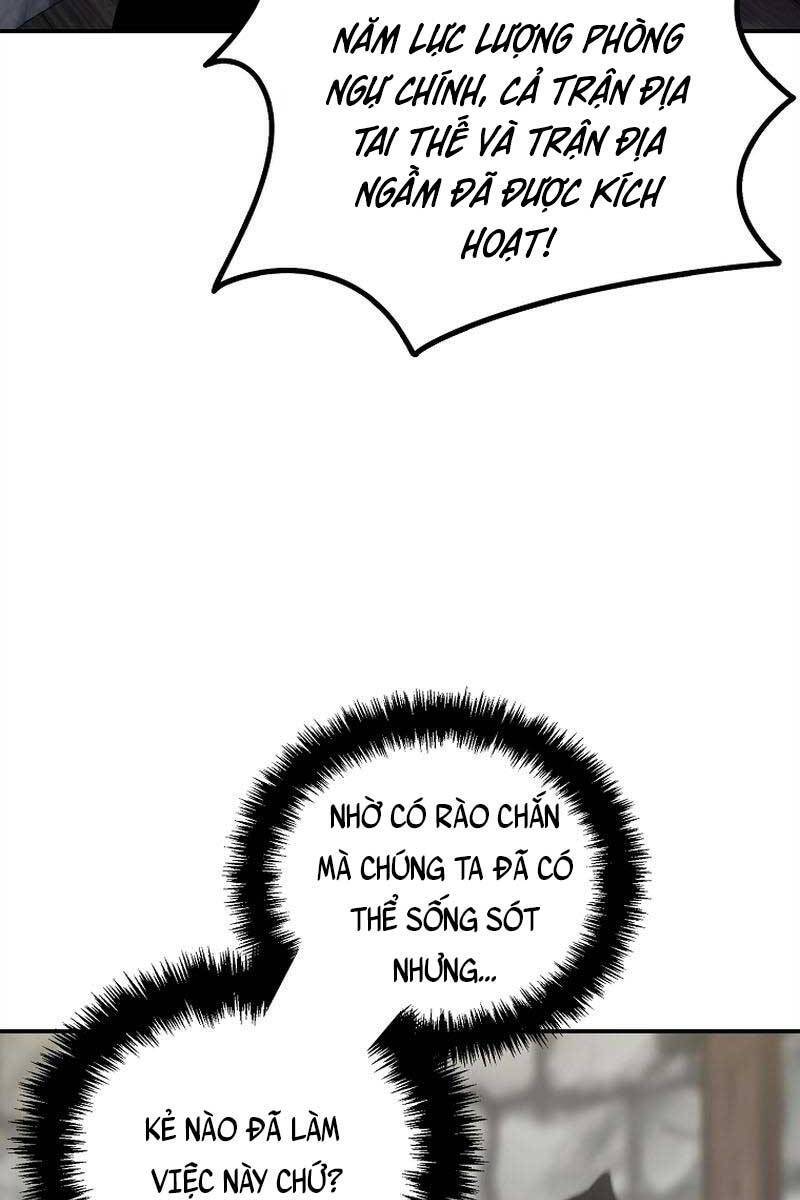 NĂM LỰC LƯỢNG PHÒNG
NGỰ CHÍNH, CẢ TRẬN ĐỊA
TAI THẾ VÀ TRẬN ĐỊA
NGẦM ĐÃ ĐƯỢC KÍCH
HOẠT!
NHỜ CÓ RÀO CHẮN
MÀ CHÚNG TA ĐÃ CÓ
THỂ SỐNG SÓT
NHƯNG...
KẺ NÀO ĐÃ LÀM
VIỆC NÀY CHỨ?